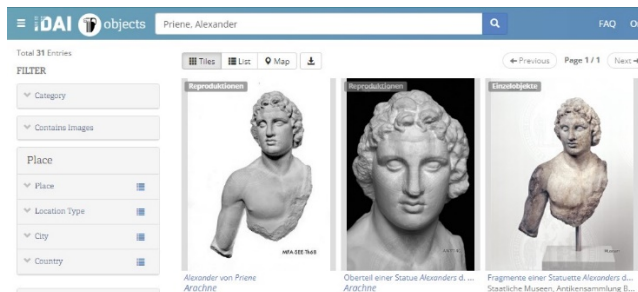 iDAI objects
Priene, Alexander
FAQ
Total 31 Entries
FILTER
Category
Contains Images
Place
Place
Location Type
City
Country
Tiles
List
Map
← Previous
Page 1 / 1
Next →
Reproduktionen
Reproduktionen
Einzelobjekte
Alexander von Priene
Arachne
Oberteil einer Statue Alexanders d. ...
Arachne
Fragmente einer Statuette Alexanders d...
Staatliche Museen, Antikensammlung B...